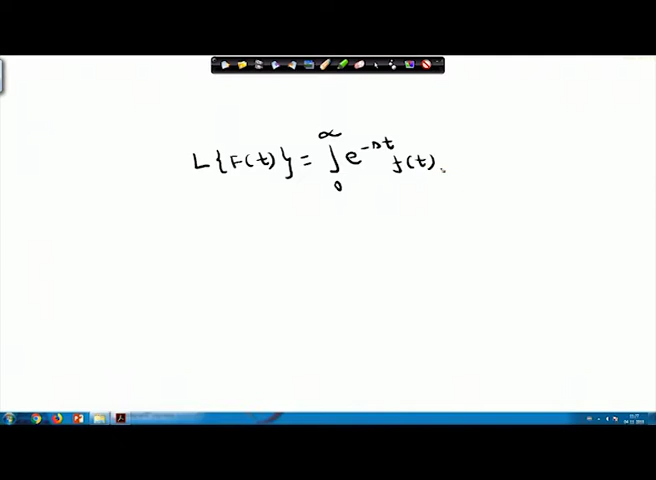 L{F(t)} = ∫₀^∞ e^{-st} f(t)